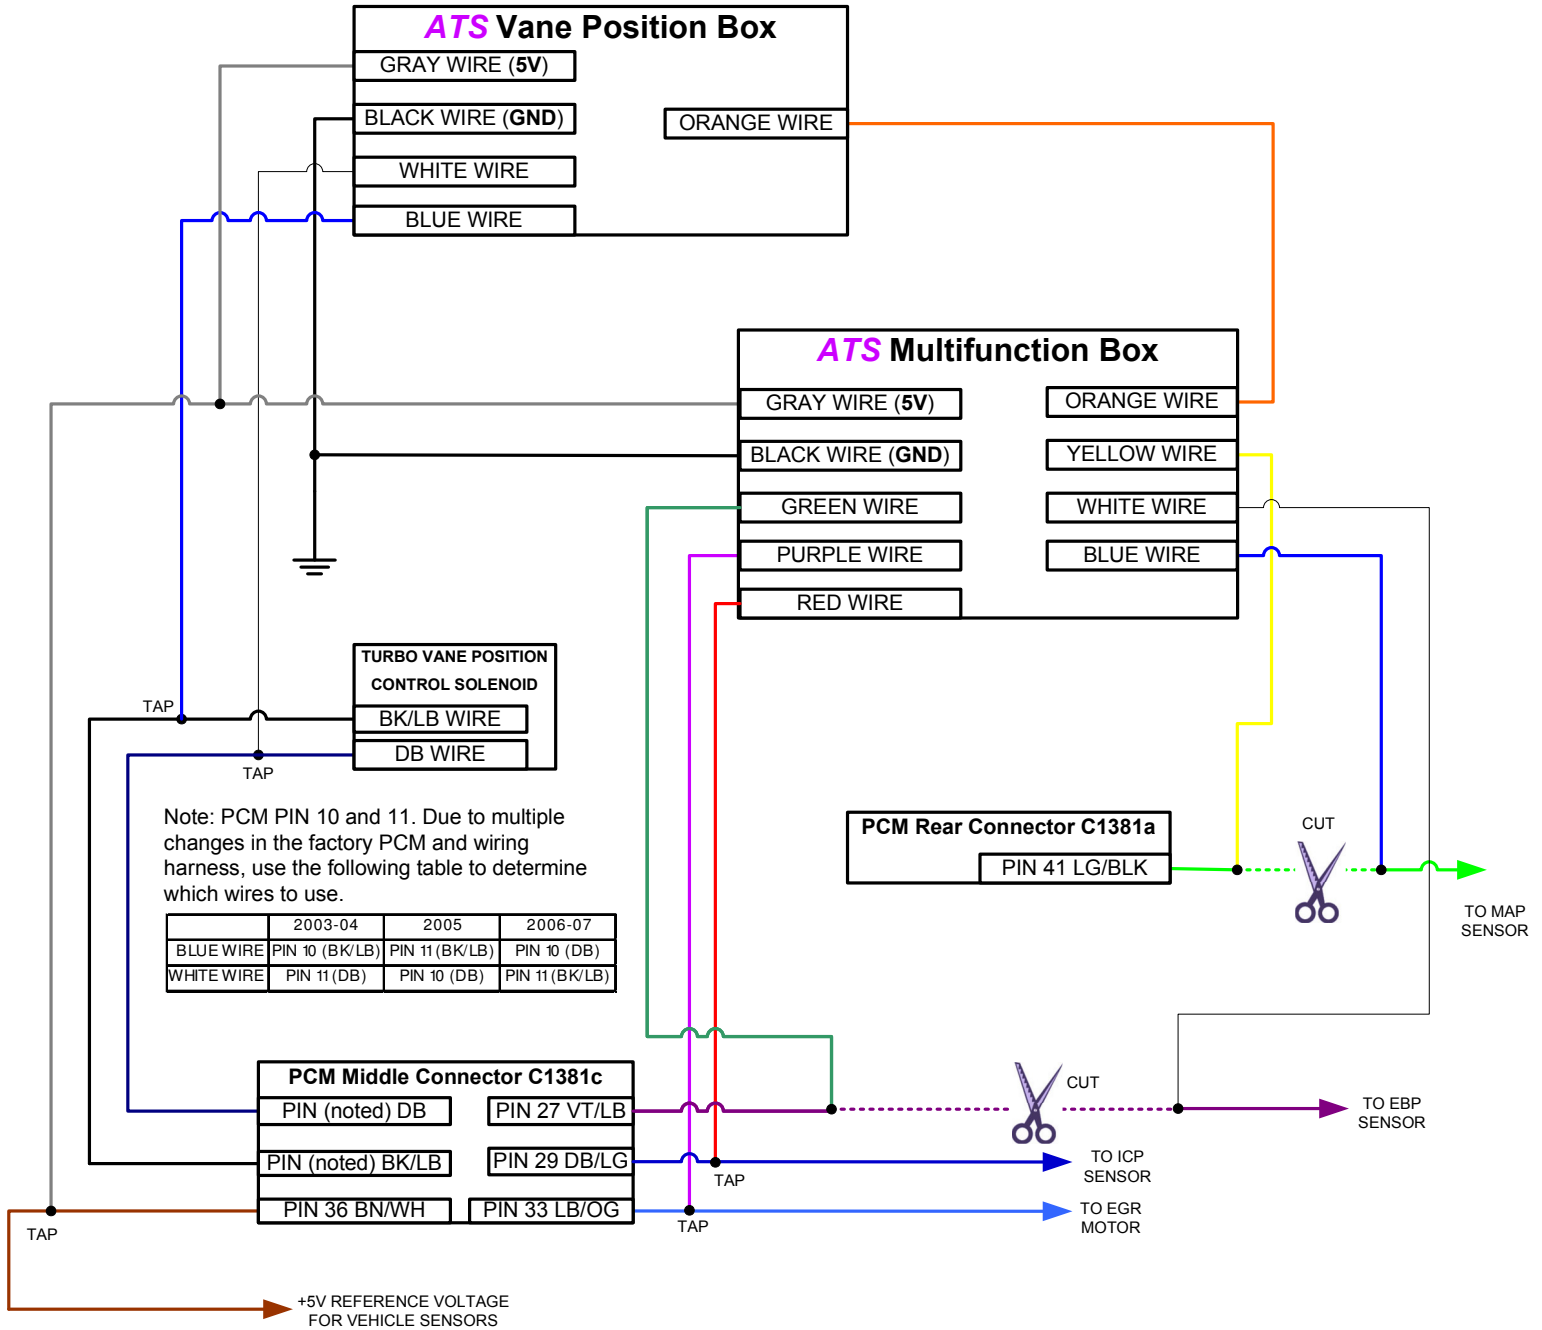 ATS Vane Position Box
GRAY WIRE (5V)
BLACK WIRE (GND)
ORANGE WIRE
WHITE WIRE
BLUE WIRE
ATS Multifunction Box
GRAY WIRE (5V)
ORANGE WIRE
BLACK WIRE (GND)
YELLOW WIRE
GREEN WIRE
WHITE WIRE
PURPLE WIRE
BLUE WIRE
RED WIRE
TURBO VANE POSITION
CONTROL SOLENOID
TAP
BK/LB WIRE
DB WIRE
TAP
Note: PCM PIN 10 and 11. Due to multiple
changes in the factory PCM and wiring
harness, use the following table to determine
which wires to use.
2003-04 2005 2006-07
BLUE WIRE PIN 10 (BK/LB) PIN 11 (BK/LB) PIN 10 (DB)
WHITE WIRE PIN 11 (DB) PIN 10 (DB) PIN 11 (BK/LB)
PCM Rear Connector C1381a
PIN 41 LG/BLK
CUT
TO MAP
SENSOR
PCM Middle Connector C1381c
PIN (noted) DB
PIN 27 VT/LB
CUT
TO EBP
SENSOR
PIN (noted) BK/LB
PIN 29 DB/LG
TAP
TO ICP
SENSOR
PIN 36 BN/WH
PIN 33 LB/OG
TAP
TO EGR
MOTOR
TAP
+5V REFERENCE VOLTAGE
FOR VEHICLE SENSORS